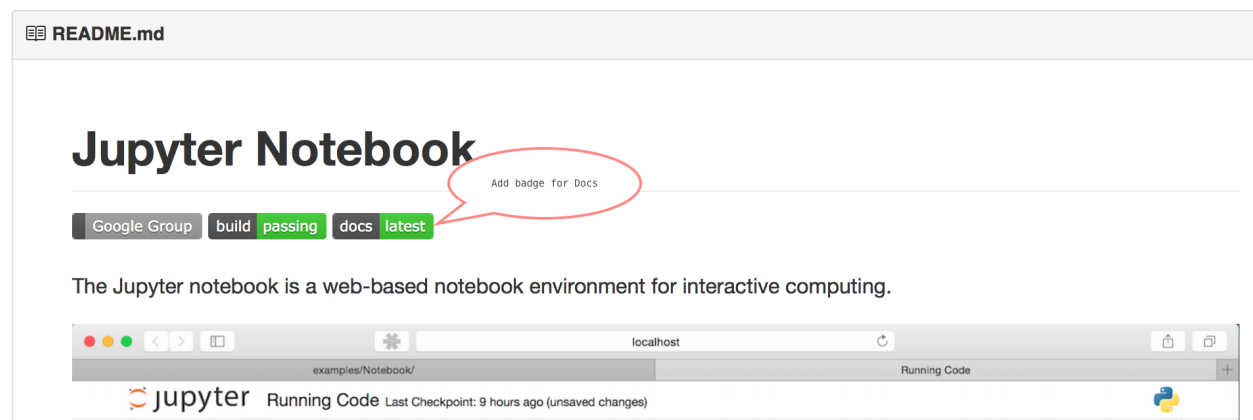 README.md
Jupyter Notebook
Add badge for Docs
Google Group build passing docs latest
The Jupyter notebook is a web-based notebook environment for interactive computing.
localhost
examples/Notebook/ Running Code
jupyter Running Code Last Checkpoint: 9 hours ago (unsaved changes)